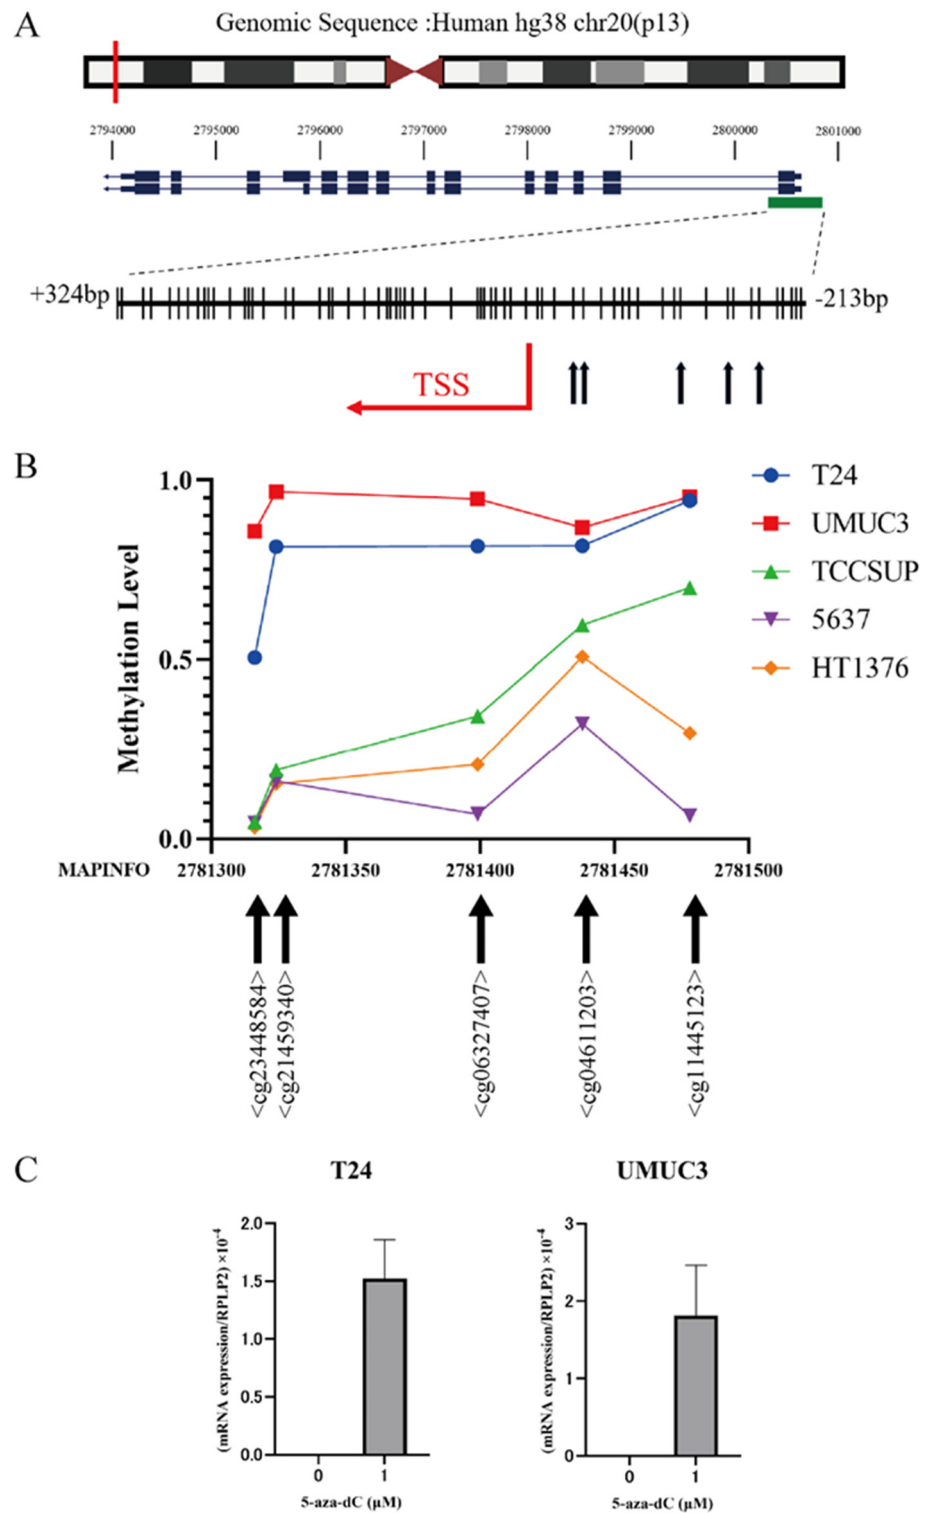 A
Genomic Sequence :Human hg38 chr20(p13)
2794000 2795000 2796000 2797000 2798000 2799000 2800000 2801000
+324bp
-213bp
TSS
B
1.0
0.5
0.0
Methylation Level
T24
UMUC3
TCCSUP
5637
HT1376
MAPINFO 2781300 2781350 2781400 2781450 2781500
<cg23448584>
<cg21459340>
<cg06327407>
<cg04611203>
<cg11445123>
C
T24
(mRNA expression/RPLP2) ×10⁻⁴
2.0
1.5
1.0
0.5
0.0
0 1
5-aza-dC (μM)
UMUC3
(mRNA expression/RPLP2) ×10⁻⁴
3
2
1
0
0 1
5-aza-dC (μM)